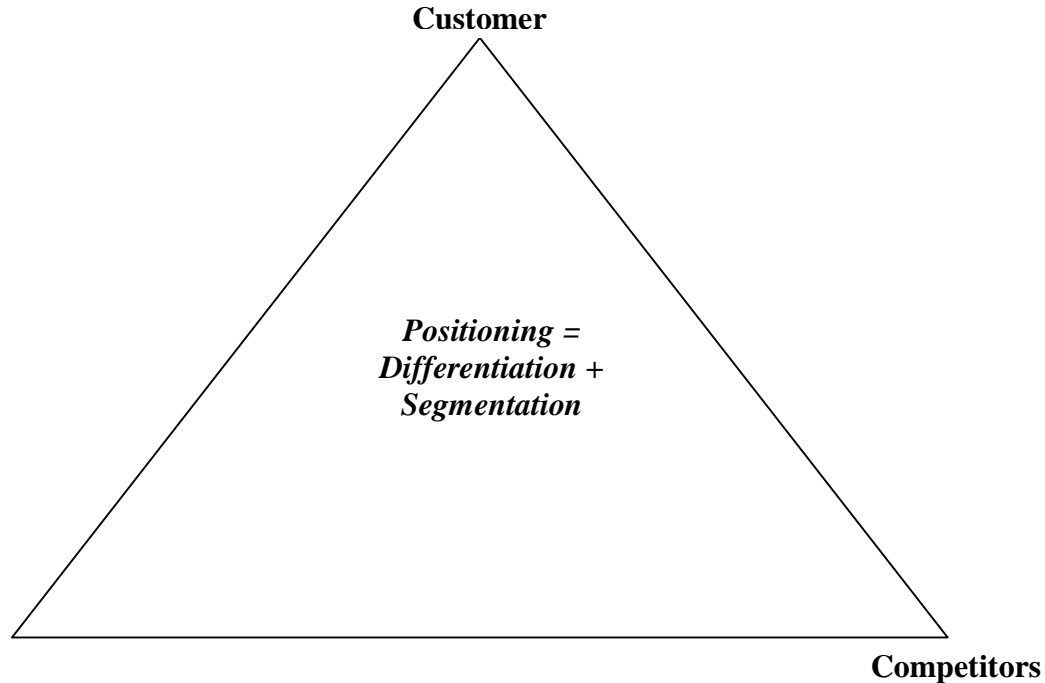 Customer
Positioning =
Differentiation +
Segmentation
Competitors